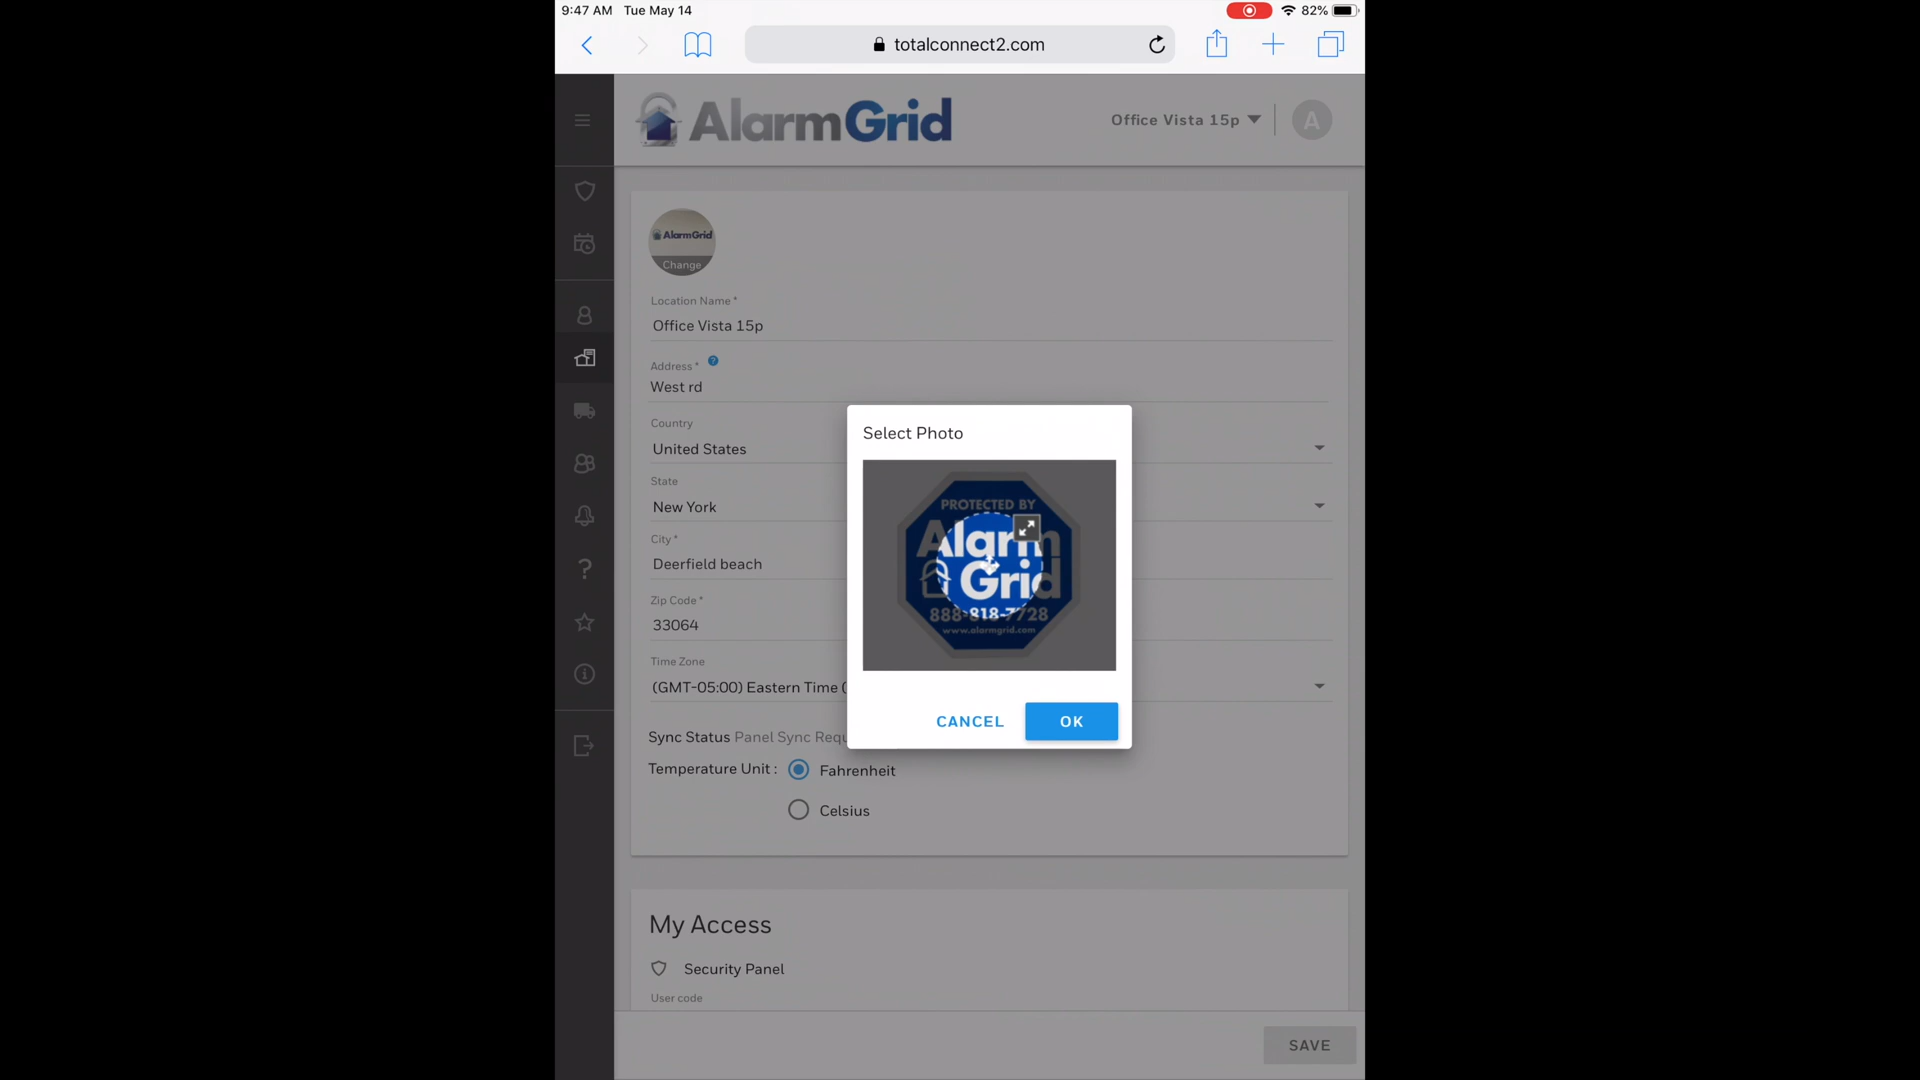 9:47 AM Tue May 14
82%
totalconnect2.com
AlarmGrid
Office Vista 15p
A
AlarmGrid
Change
Location Name *
Office Vista 15p
Address *
?
West rd
Country
United States
State
New York
City *
Deerfield beach
Zip Code *
33064
Time Zone
(GMT-05:00) Eastern Time (
Sync Status Panel Sync Requ
Temperature Unit : Fahrenheit
Celsius
Select Photo
PROTECTED BY
Alarm
Grid
888-818-7728
www.alarmgrid.com
CANCEL OK
My Access
Security Panel
User code
SAVE